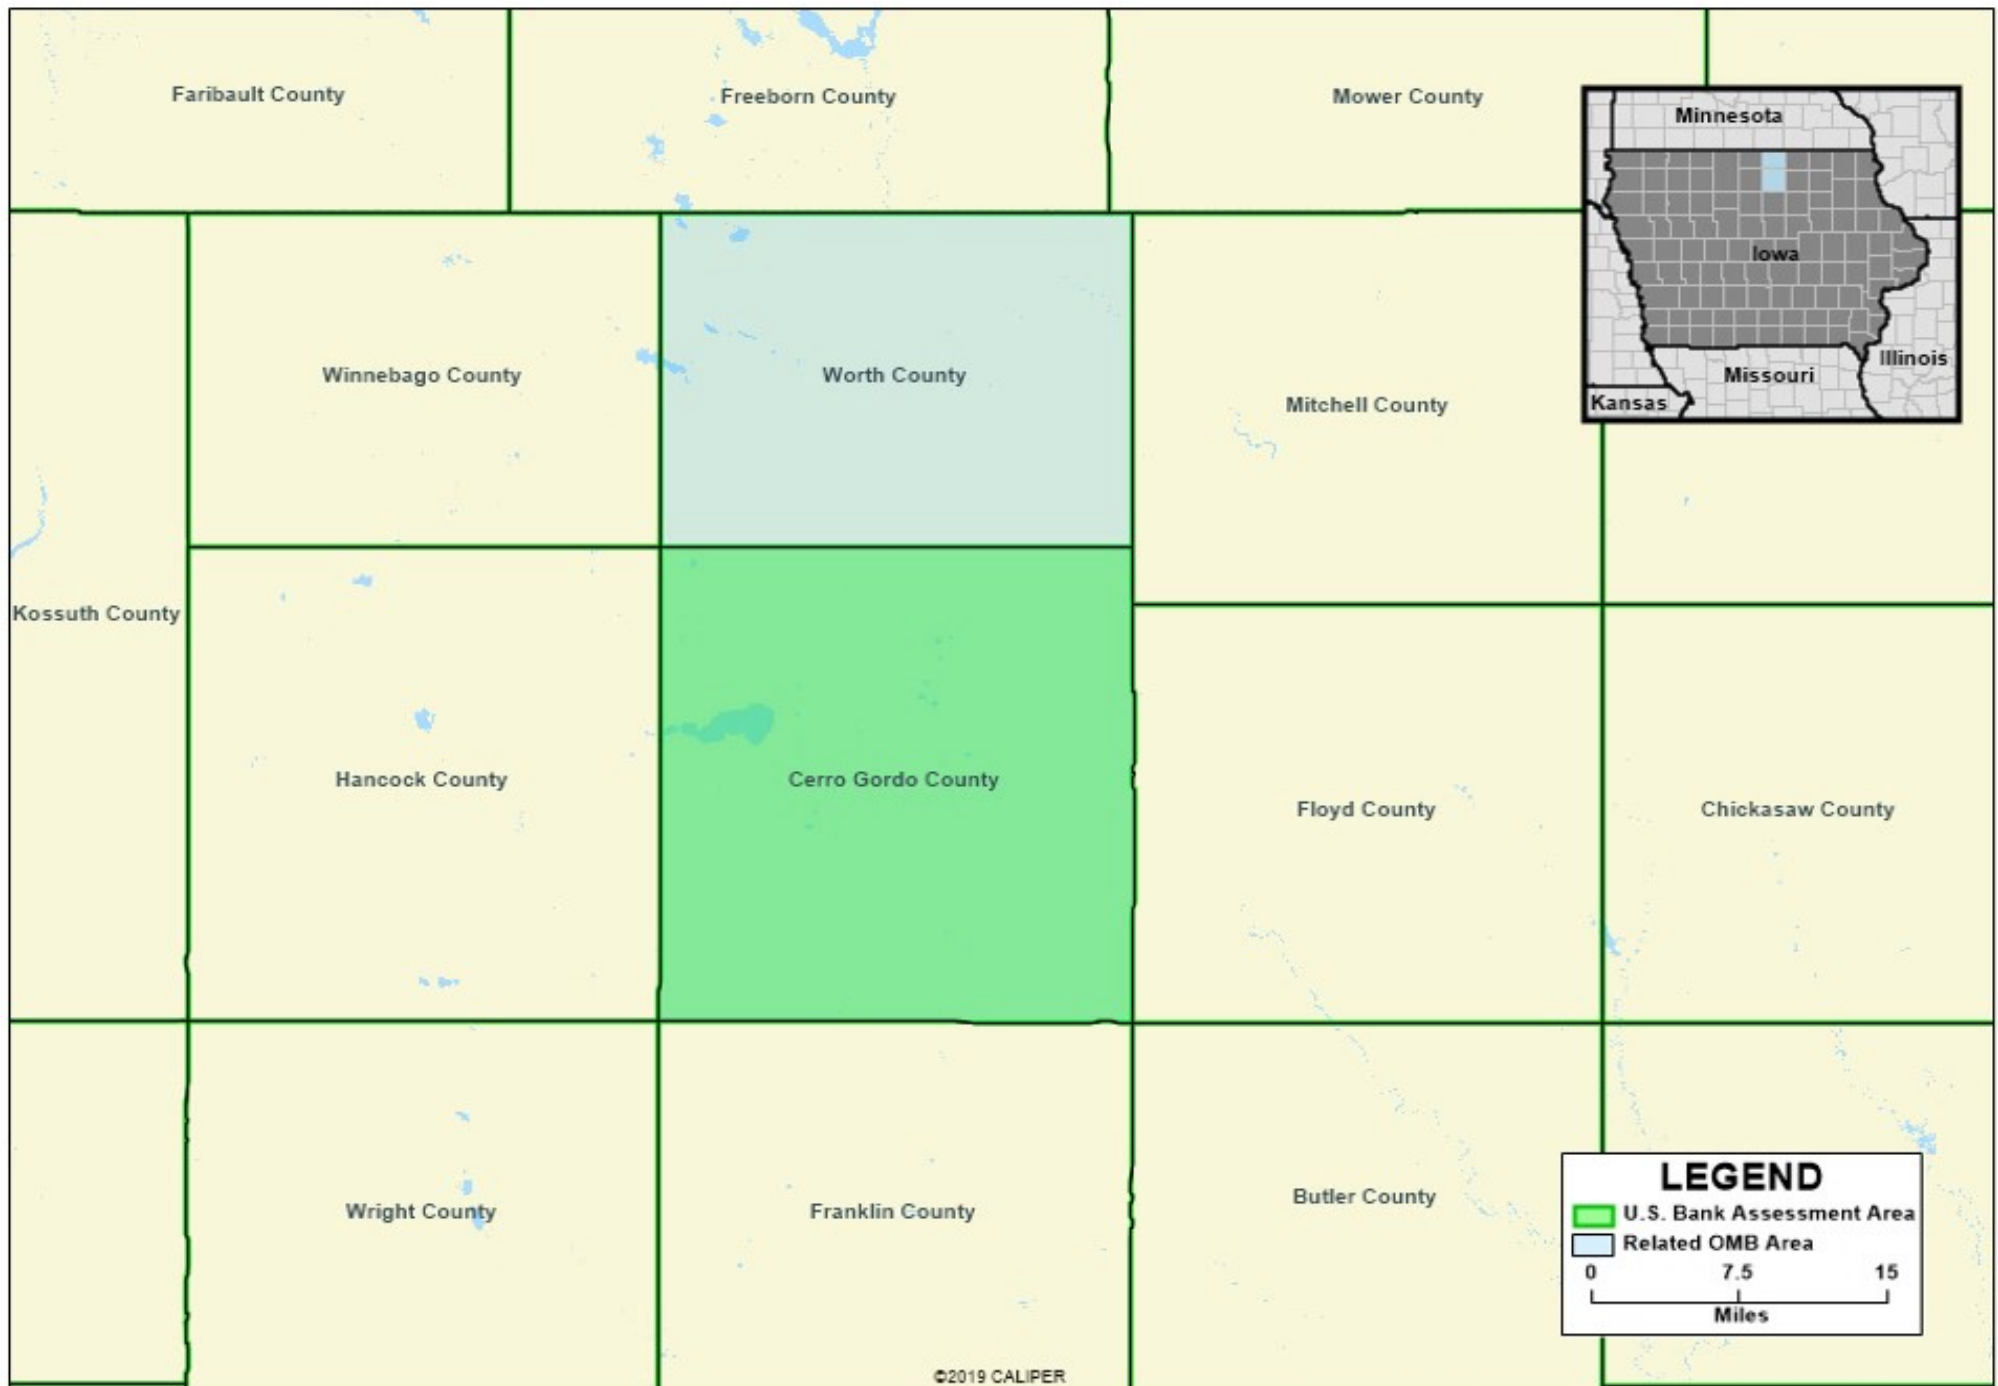 Faribault County
Freeborn County
Mower County
Minnesota
Iowa
Illinois
Missouri
Kansas
Winnebago County
Worth County
Mitchell County
Kossuth County
Hancock County
Cerro Gordo County
Floyd County
Chickasaw County
Wright County
Franklin County
Butler County
LEGEND
U.S. Bank Assessment Area
Related OMB Area
0 7.5 15
Miles
©2019 CALIPER